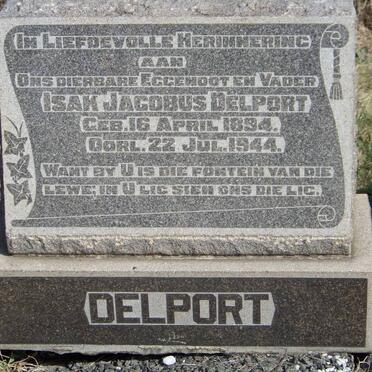 In Liefdevolle Herinnering
aan
Ons dierbare Eggenoot en Vader
Isak Jacobus Delport
Geb. 16 April 1894.
Oorl. 22 Jul. 1944.
Want by U is die fontein van die
lewe; in U lig sien ons die lig.
DELPORT